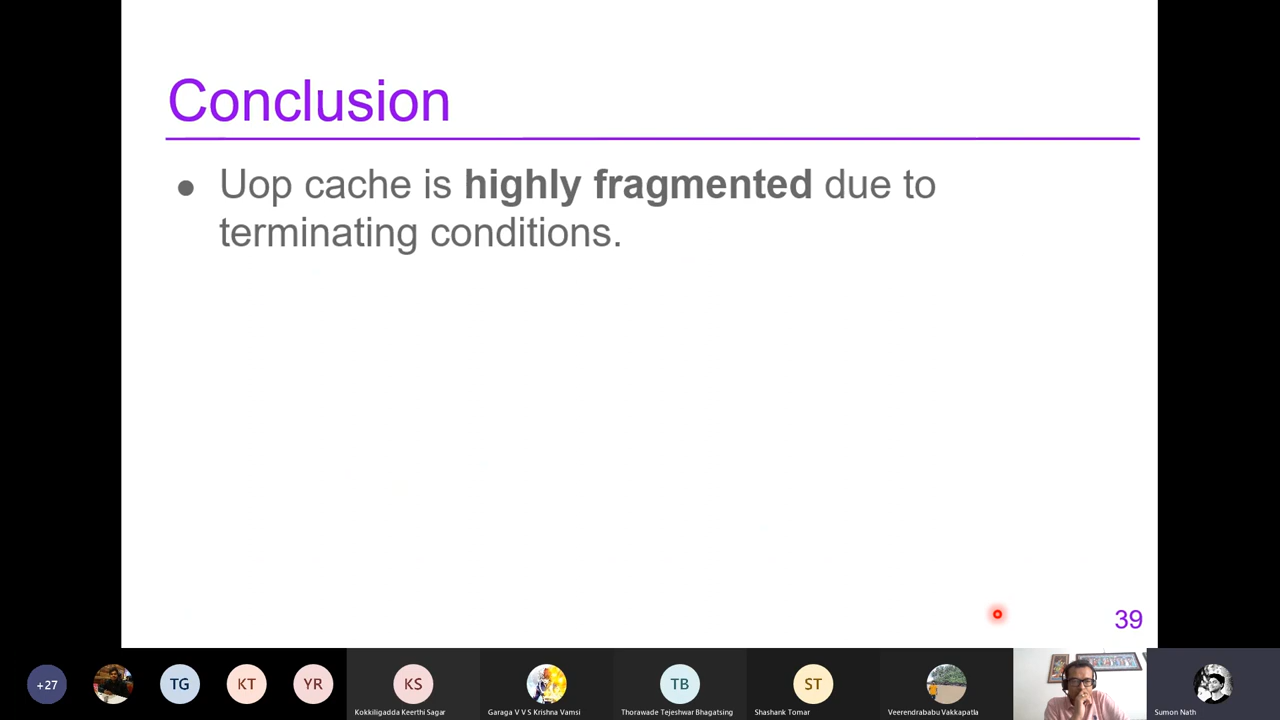 Conclusion
● Uop cache is highly fragmented due to
terminating conditions.
39
+27
TG
KT
YR
KS
TB
ST
Kokkiligadda Keerthi Sagar
Garaga V V S Krishna Vamsi
Thorawade Tejeshwar Bhagatsing
Shashank Tomar
Veerendrababu Vakkapatla
Sumon Nath